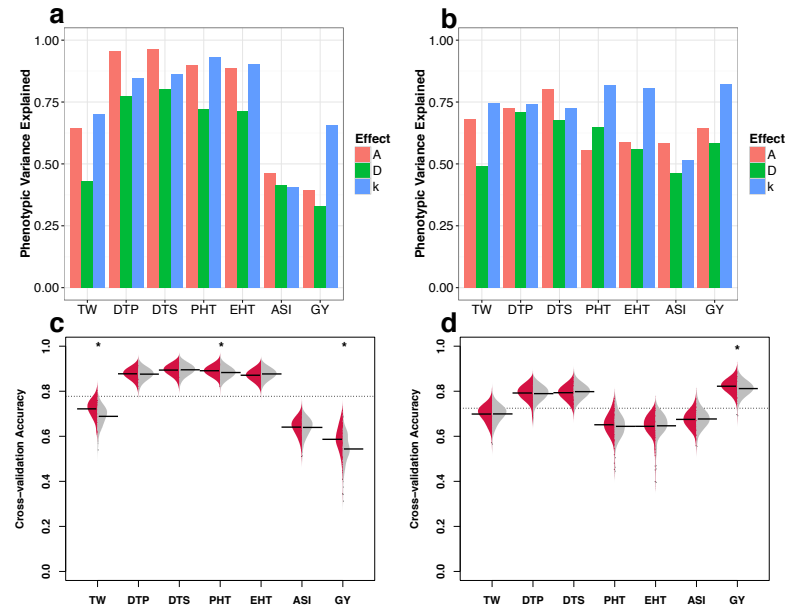 a
Phenotypic Variance Explained
1.00
0.75
0.50
0.25
0.00
TW DTP DTS PHT EHT ASI GY
Effect
A
D
k
b
Phenotypic Variance Explained
1.00
0.75
0.50
0.25
0.00
TW DTP DTS PHT EHT ASI GY
Effect
A
D
k
c
Cross−validation Accuracy
1.0
0.8
0.6
0.4
0.2
0.0
* * *
TW DTP DTS PHT EHT ASI GY
d
Cross−validation Accuracy
1.0
0.8
0.6
0.4
0.2
0.0
*
TW DTP DTS PHT EHT ASI GY